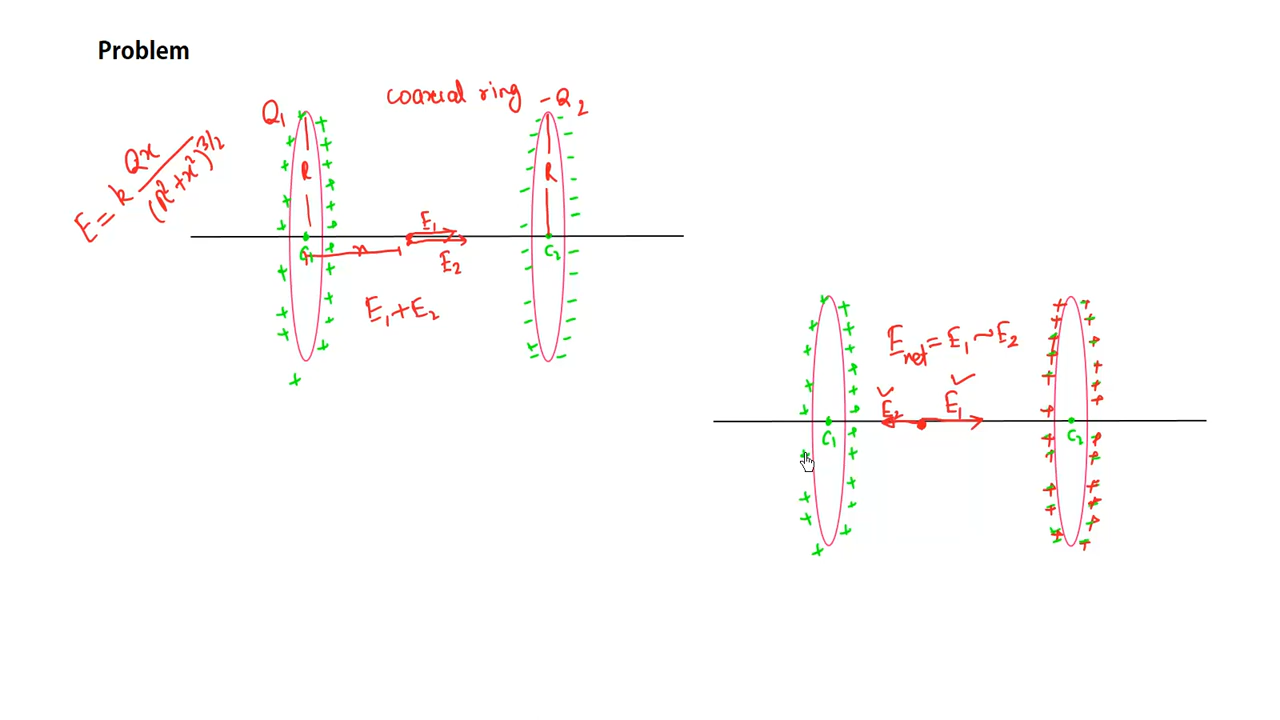 Problem
coaxial ring
Q₁
-Q₂
E = k Qx / (R²+x²)^3/2
R
R
E₁
C₁
x
C₂
E₂
E₁+E₂
E_net = E₁ ~ E₂
E₂
E₁
C₁
C₂